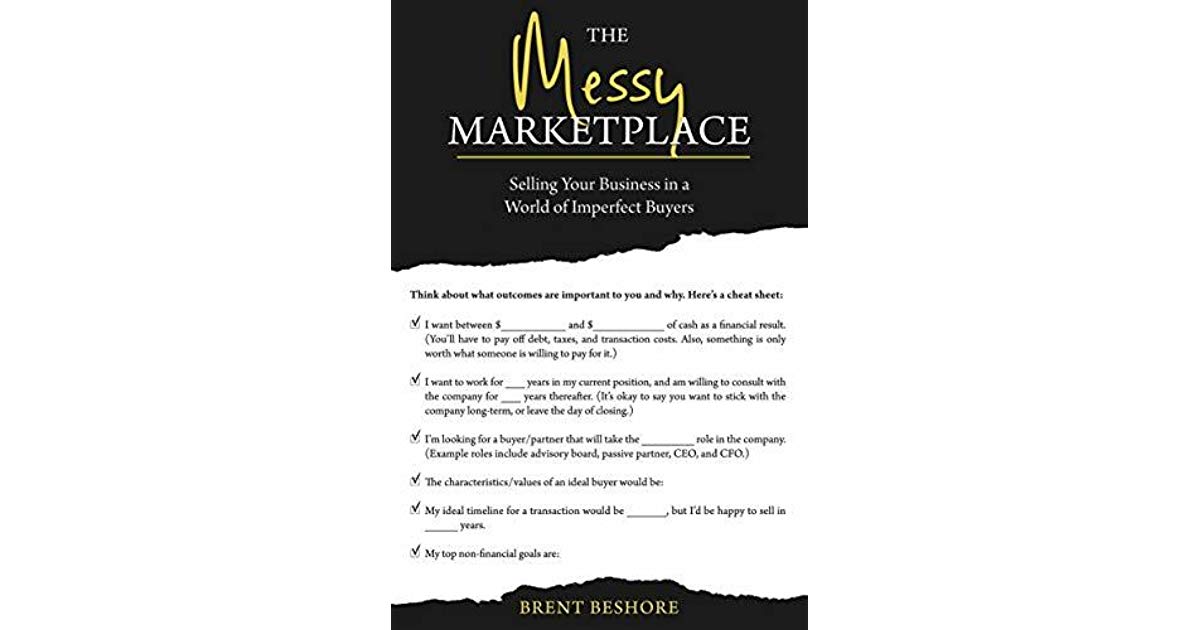 THE
Messy
MARKETPLACE
Selling Your Business in a
World of Imperfect Buyers
Think about what outcomes are important to you and why. Here's a cheat sheet:
I want between $____________ and $_____________ of cash as a financial result.
(You'll have to pay off debt, taxes, and transaction costs. Also, something is only
worth what someone is willing to pay for it.)
I want to work for ____ years in my current position, and am willing to consult with
the company for ____ years thereafter. (It's okay to say you want to stick with the
company long-term, or leave the day of closing.)
I'm looking for a buyer/partner that will take the __________ role in the company.
(Example roles include advisory board, passive partner, CEO, and CFO.)
The characteristics/values of an ideal buyer would be:
My ideal timeline for a transaction would be ________, but I'd be happy to sell in
______ years.
My top non-financial goals are:
BRENT BESHORE